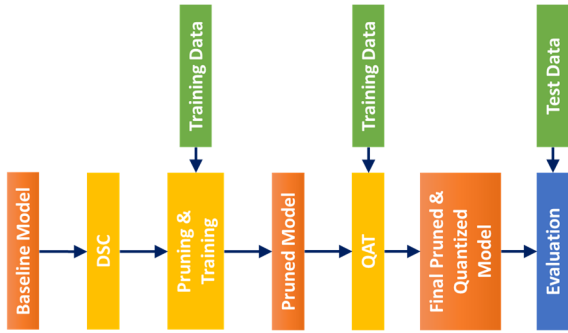 Training Data
Training Data
Test Data
Baseline Model
DSC
Pruning &
Training
Pruned Model
QAT
Final Pruned &
Quantized
Model
Evaluation